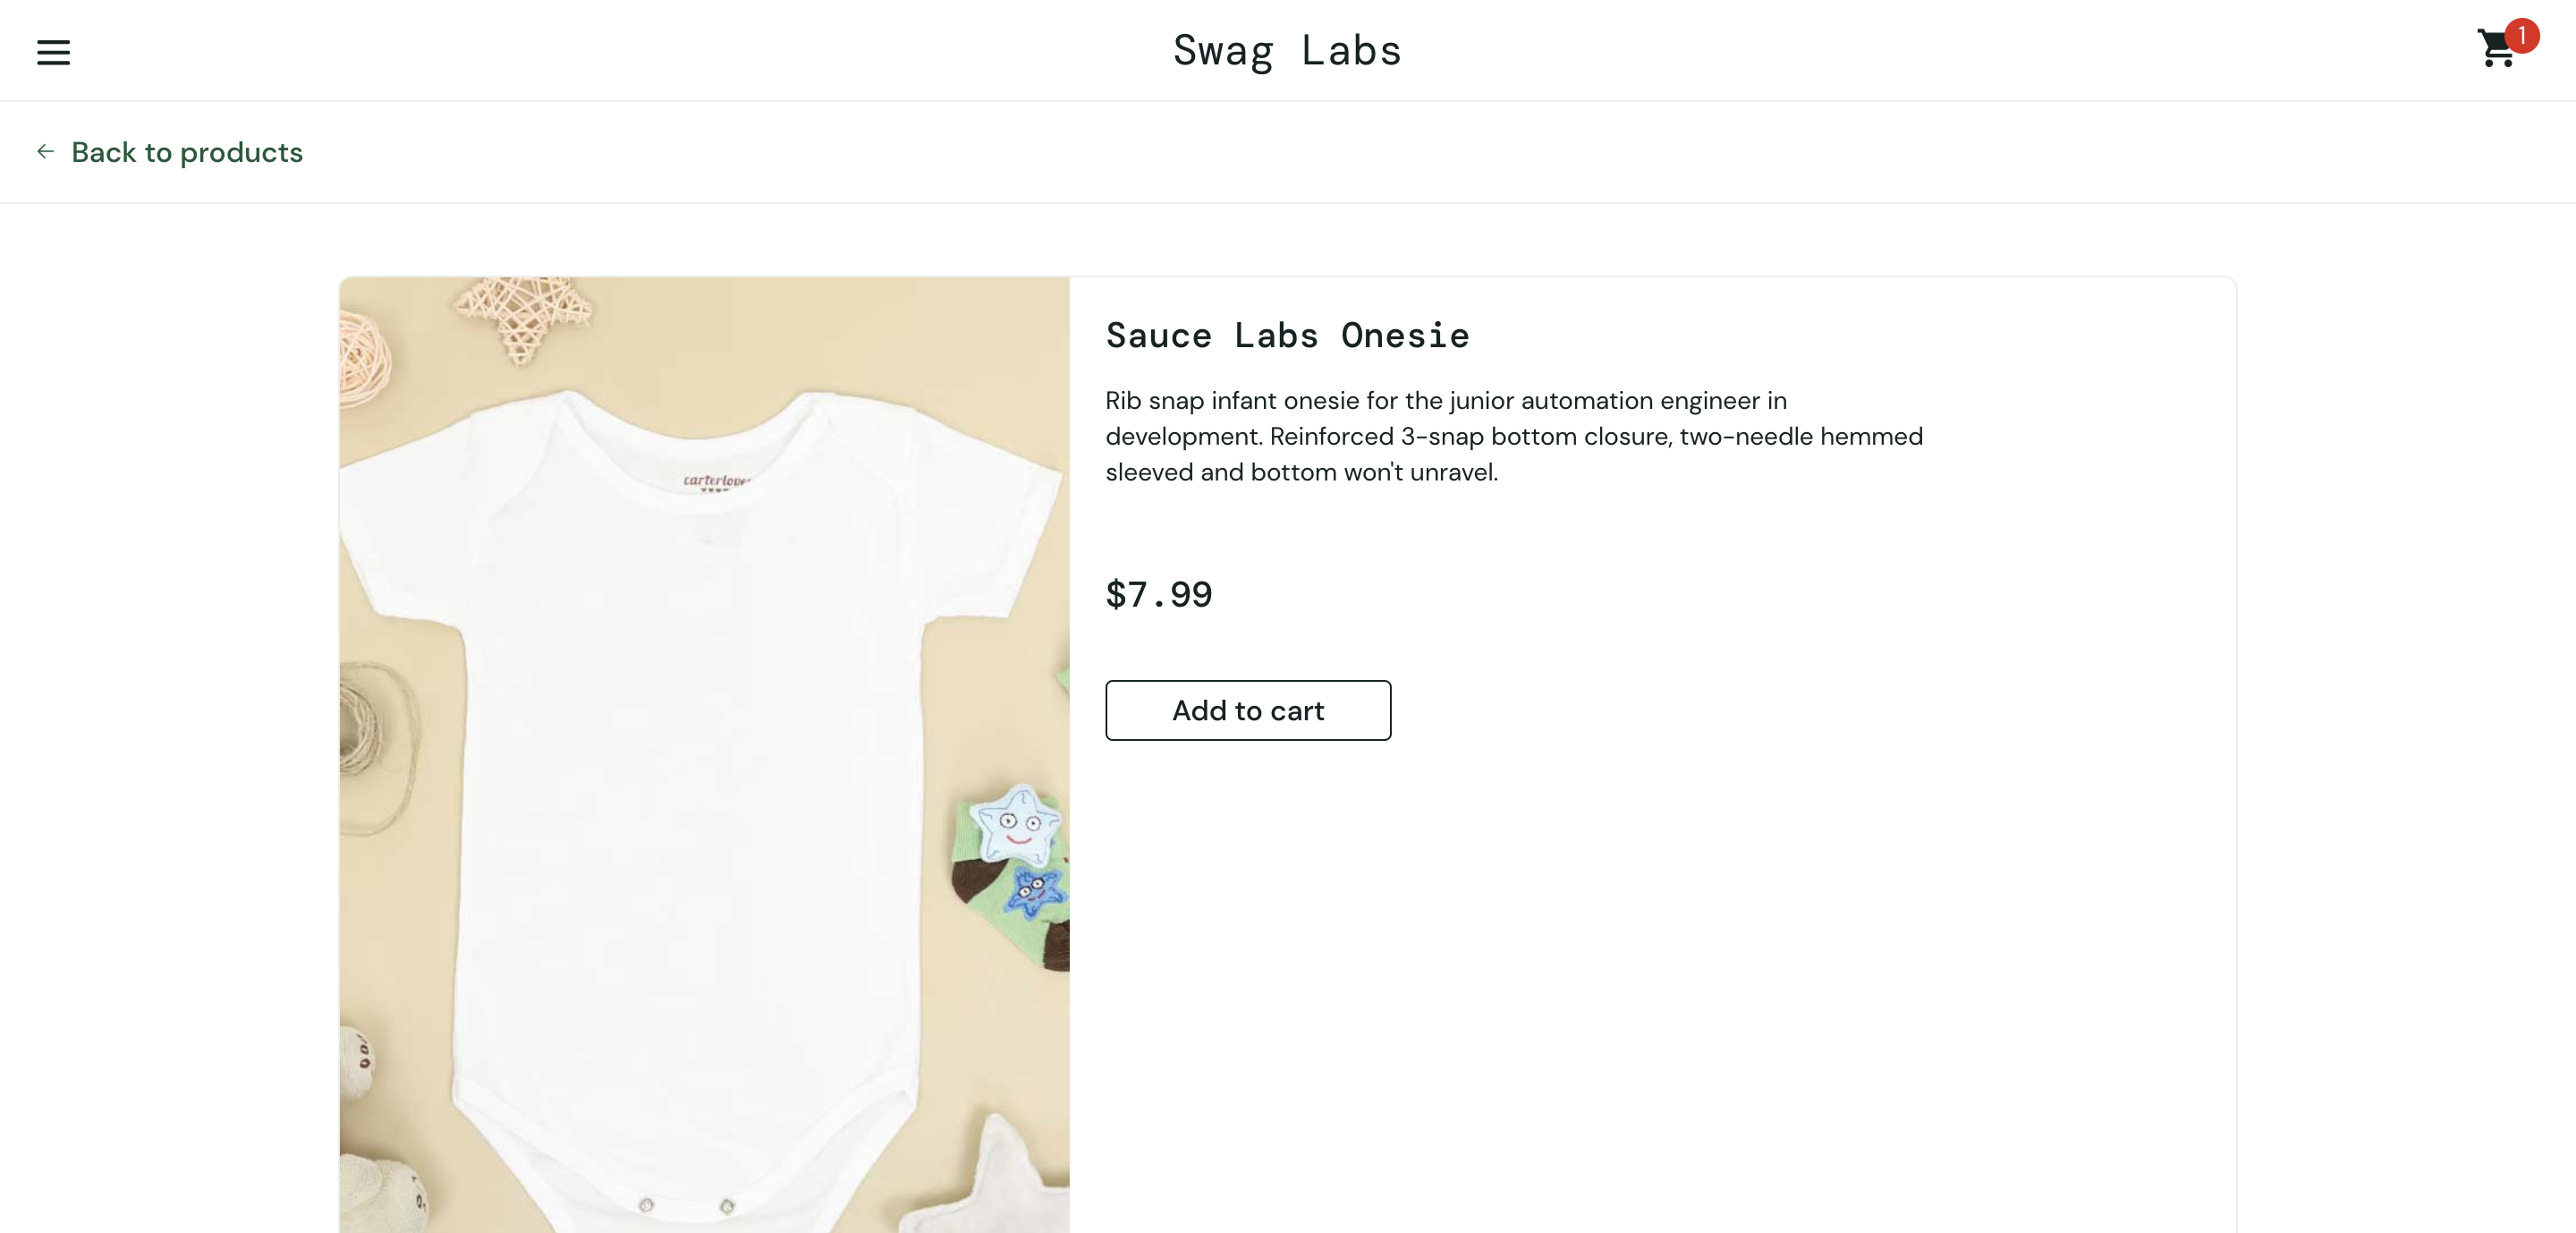 Swag Labs
1
Back to products
Sauce Labs Onesie
Rib snap infant onesie for the junior automation engineer in
development. Reinforced 3-snap bottom closure, two-needle hemmed
sleeved and bottom won't unravel.
$7.99
Add to cart